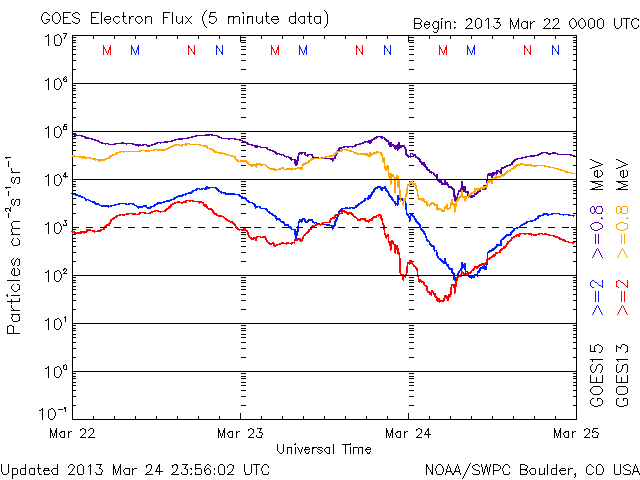 GOES Electron Flux (5 minute data)
Begin: 2013 Mar 22 0000 UTC
10⁷
M M N N M M N N M M N N
10⁶
10⁵
10⁴
10³
10²
10¹
10⁰
10⁻¹
Particles cm⁻²s⁻¹sr⁻¹
Mar 22 Mar 23 Mar 24 Mar 25
Universal Time
GOES15 >=2 >=0.8 MeV
GOES13 >=2 >=0.8 MeV
Updated 2013 Mar 24 23:56:02 UTC
NOAA/SWPC Boulder, CO USA